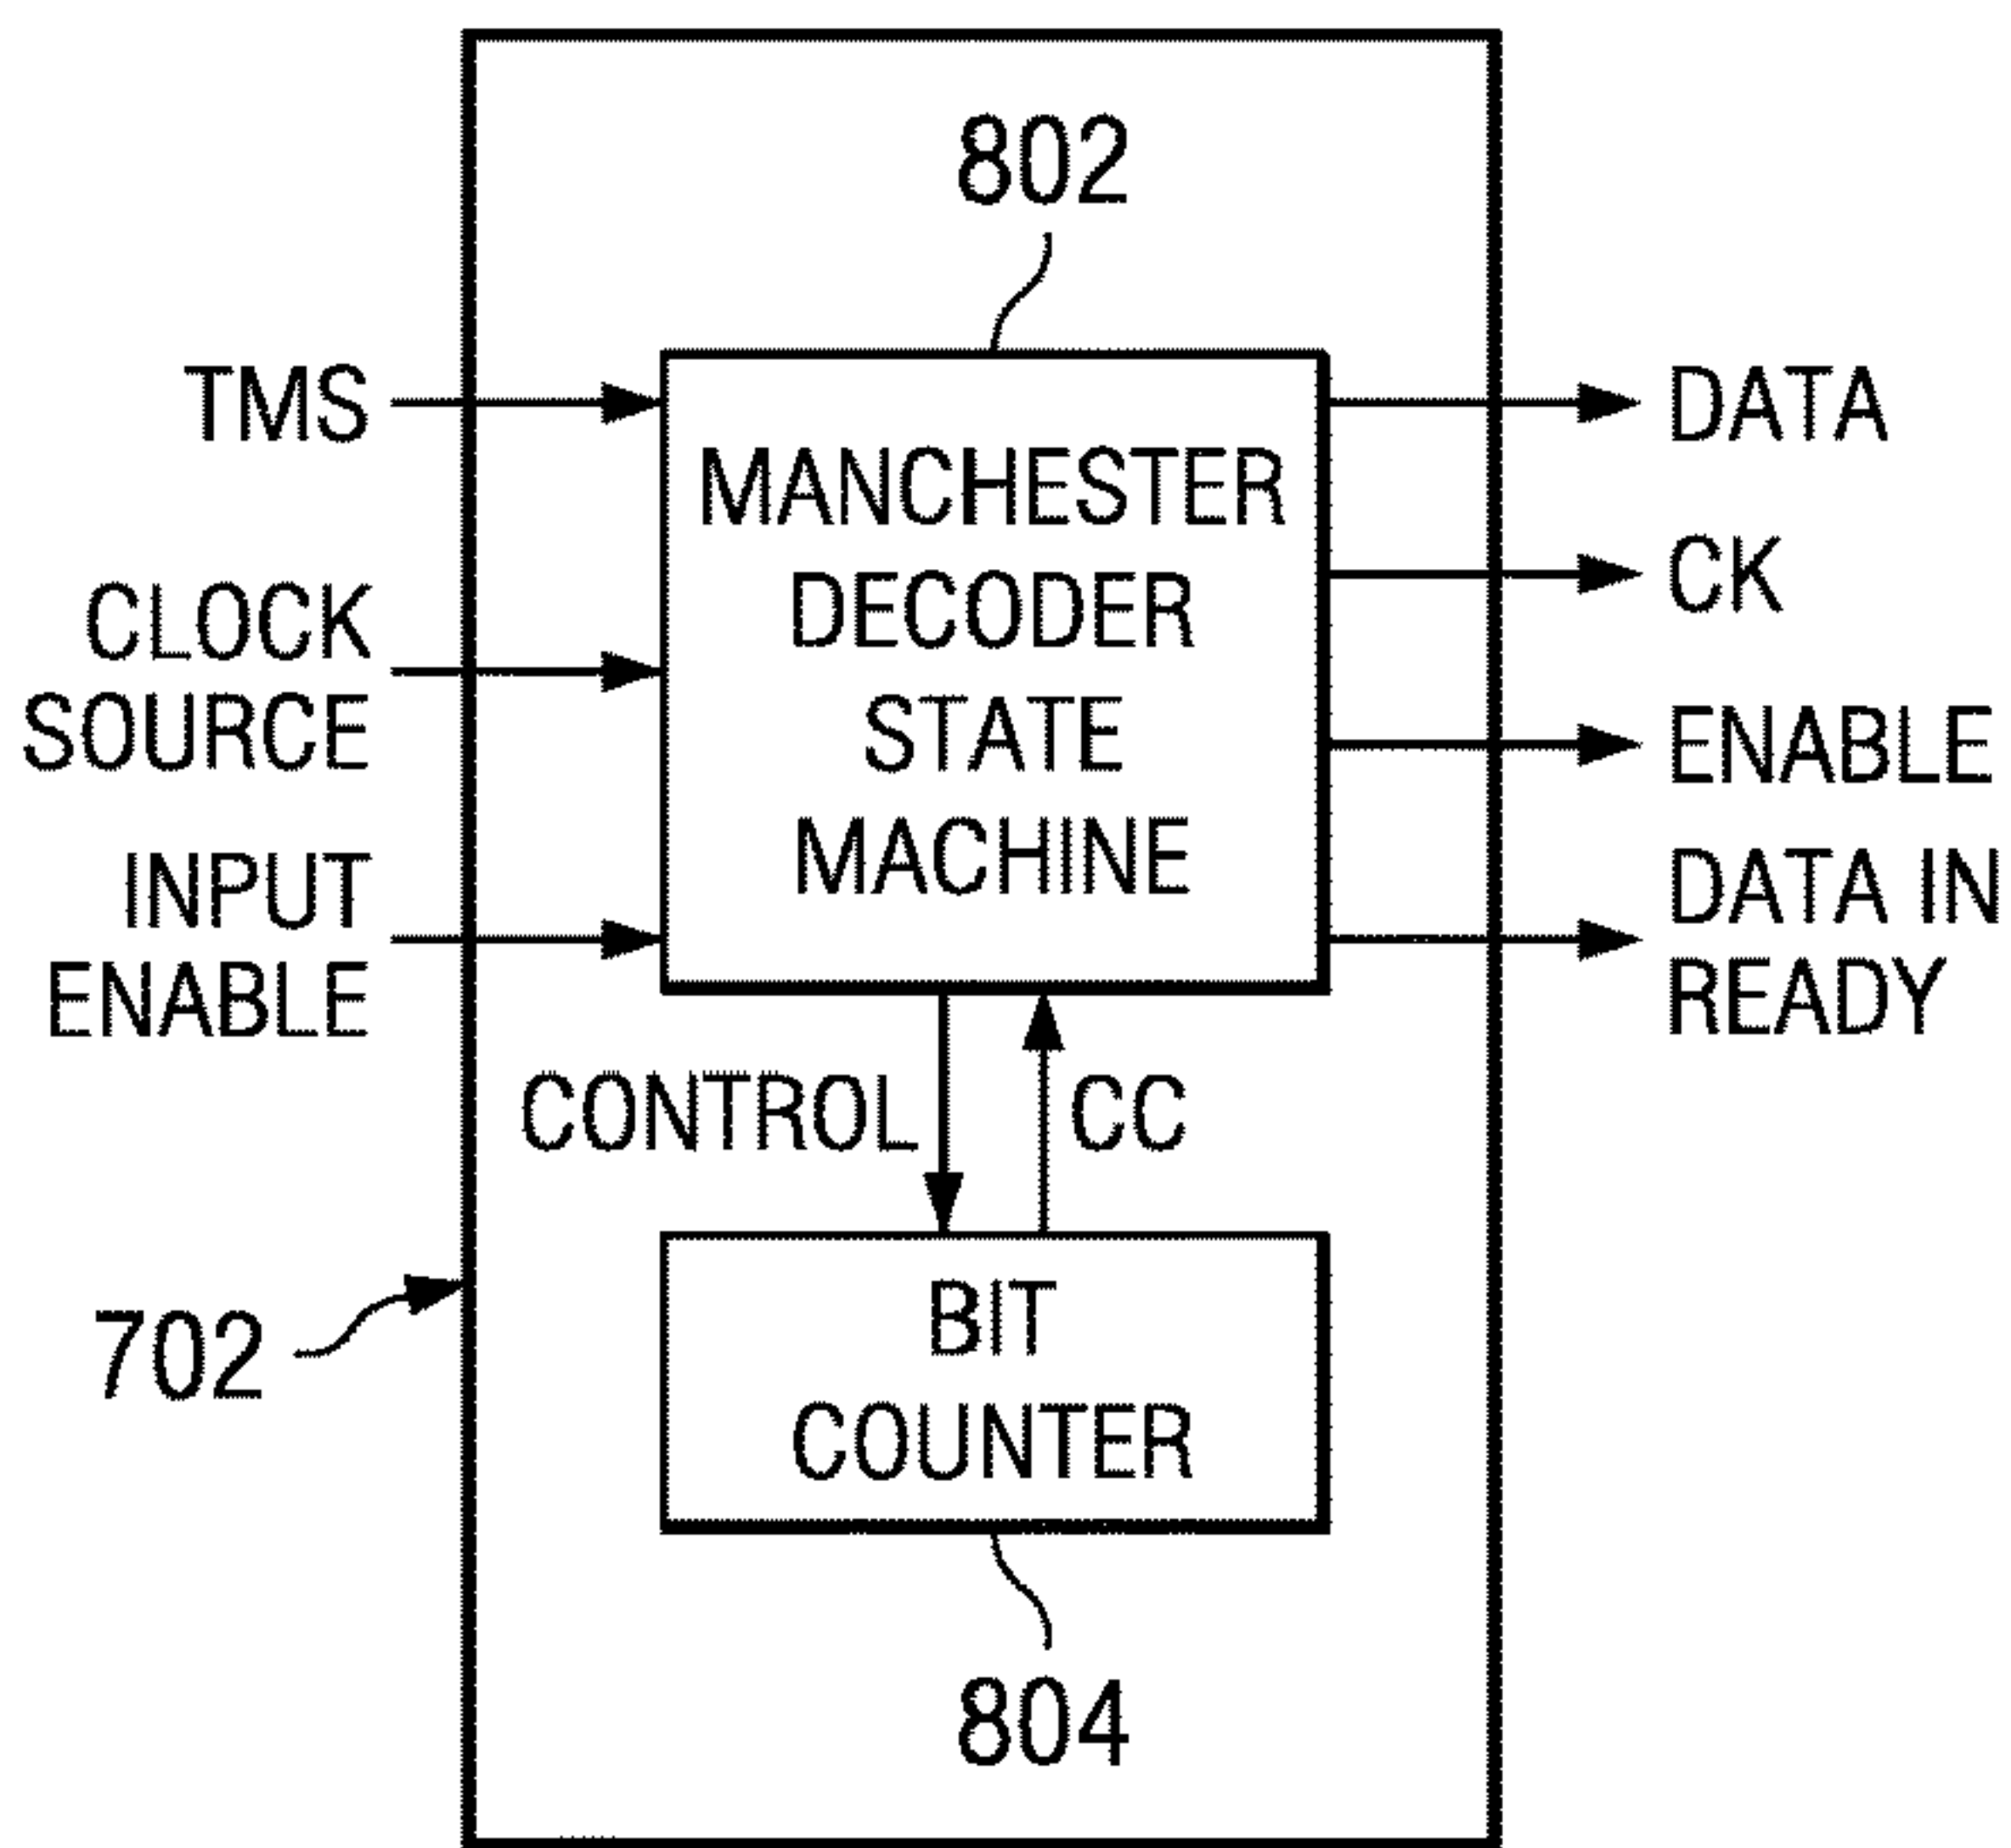 802
TMS
CLOCK
SOURCE
INPUT
ENABLE
MANCHESTER
DECODER
STATE
MACHINE
DATA
CK
ENABLE
DATA IN
READY
CONTROL
CC
702
BIT
COUNTER
804